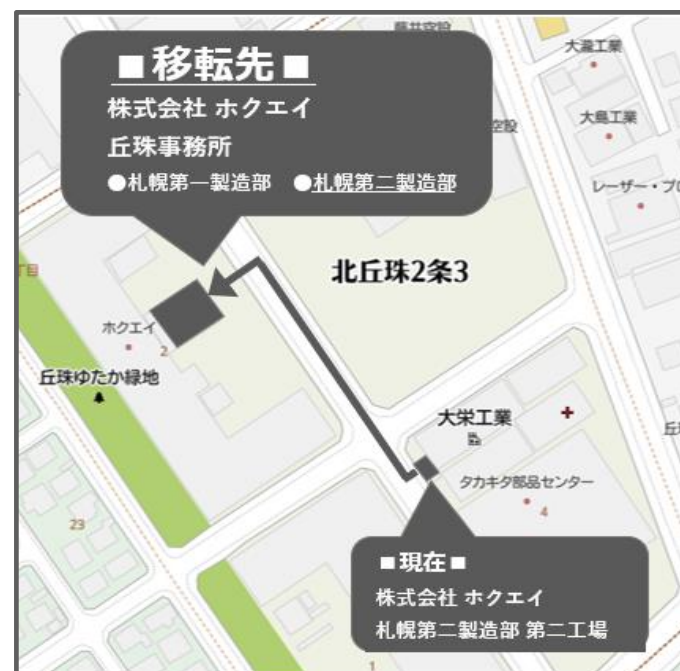 ■移転先■
株式会社 ホクエイ
丘珠事務所
●札幌第一製造部　●札幌第二製造部
空設
大瀧工業
大島工業
レーザー・プロ
北丘珠2条3
丁目
ホクエイ
2
丘珠ゆたか緑地
大栄工業
タカキタ部品センター
4
23
■現在■
株式会社 ホクエイ
札幌第二製造部 第二工場
1